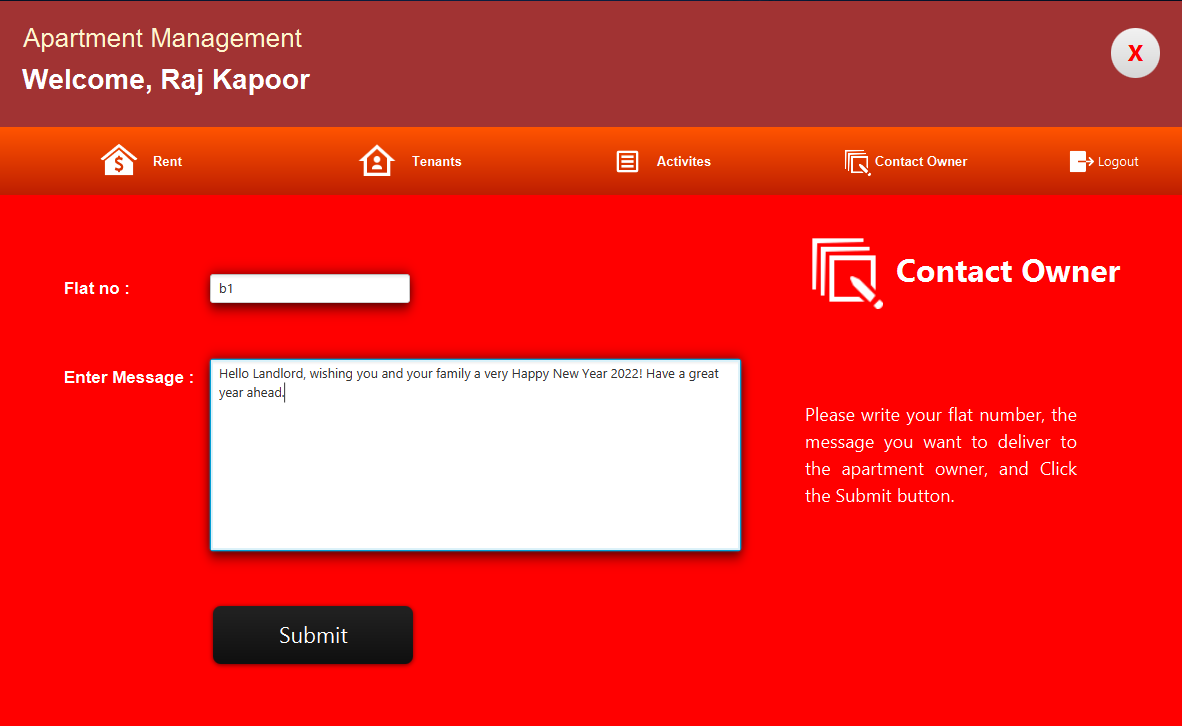 Apartment Management
Welcome, Raj Kapoor
X
Rent
Tenants
Activites
Contact Owner
Logout
Contact Owner
Flat no :
b1
Enter Message :
Hello Landlord, wishing you and your family a very Happy New Year 2022! Have a great
year ahead.
Please write your flat number, the
message you want to deliver to
the apartment owner, and Click
the Submit button.
Submit